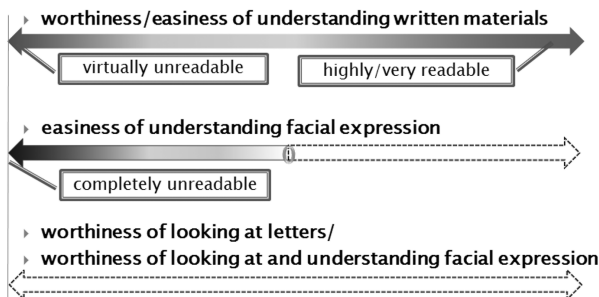 worthiness/easiness of understanding written materials
virtually unreadable
highly/very readable
easiness of understanding facial expression
0
completely unreadable
worthiness of looking at letters/
worthiness of looking at and understanding facial expression